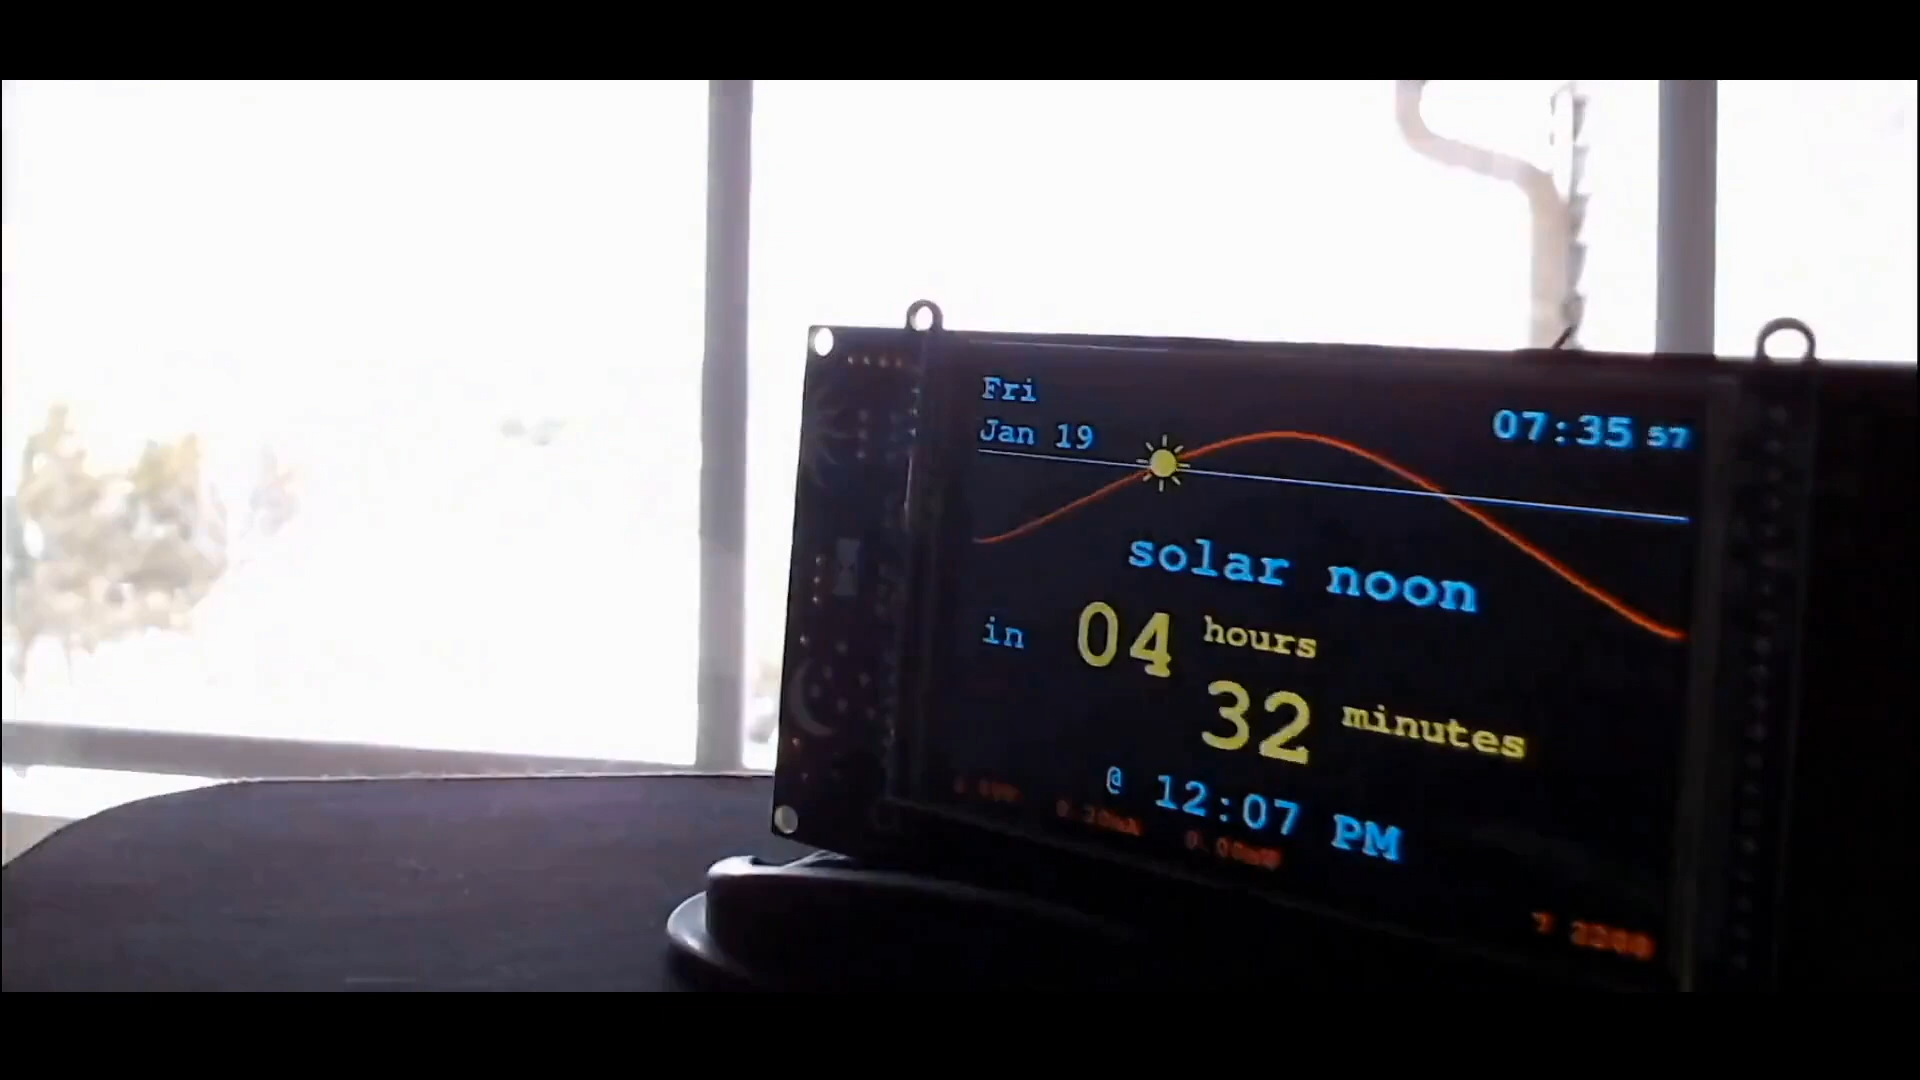 Fri
Jan 19
07:35 57
solar noon
in 04 hours
32 minutes
@ 12:07 PM